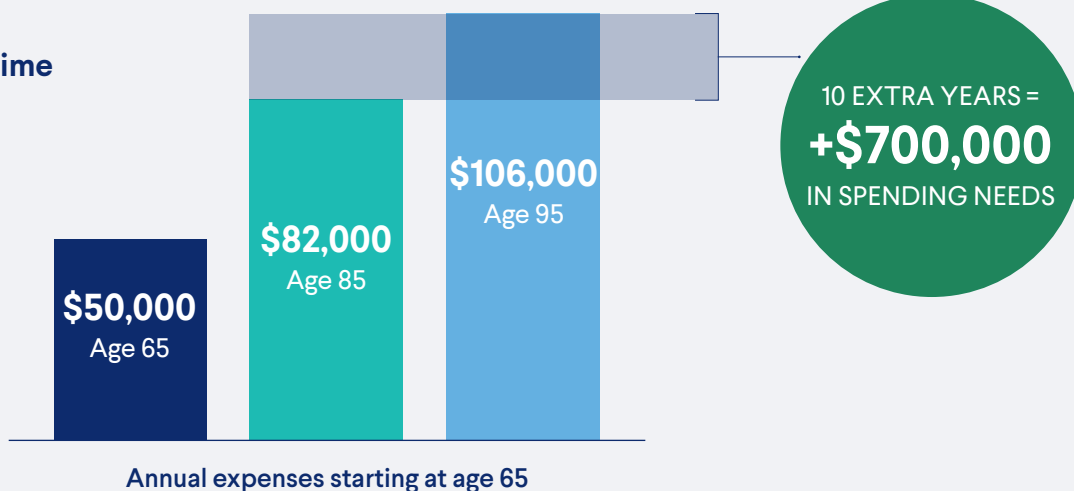 ime
$50,000
Age 65
$82,000
Age 85
$106,000
Age 95
10 EXTRA YEARS =
+$700,000
IN SPENDING NEEDS
Annual expenses starting at age 65